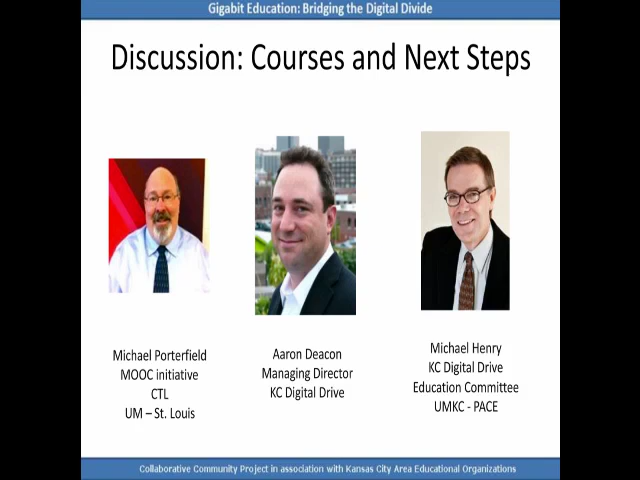 Gigabit Education: Bridging the Digital Divide
Discussion: Courses and Next Steps
Michael Porterfield
MOOC initiative
CTL
UM – St. Louis
Aaron Deacon
Managing Director
KC Digital Drive
Michael Henry
KC Digital Drive
Education Committee
UMKC - PACE
Collaborative Community Project in association with Kansas City Area Educational Organizations